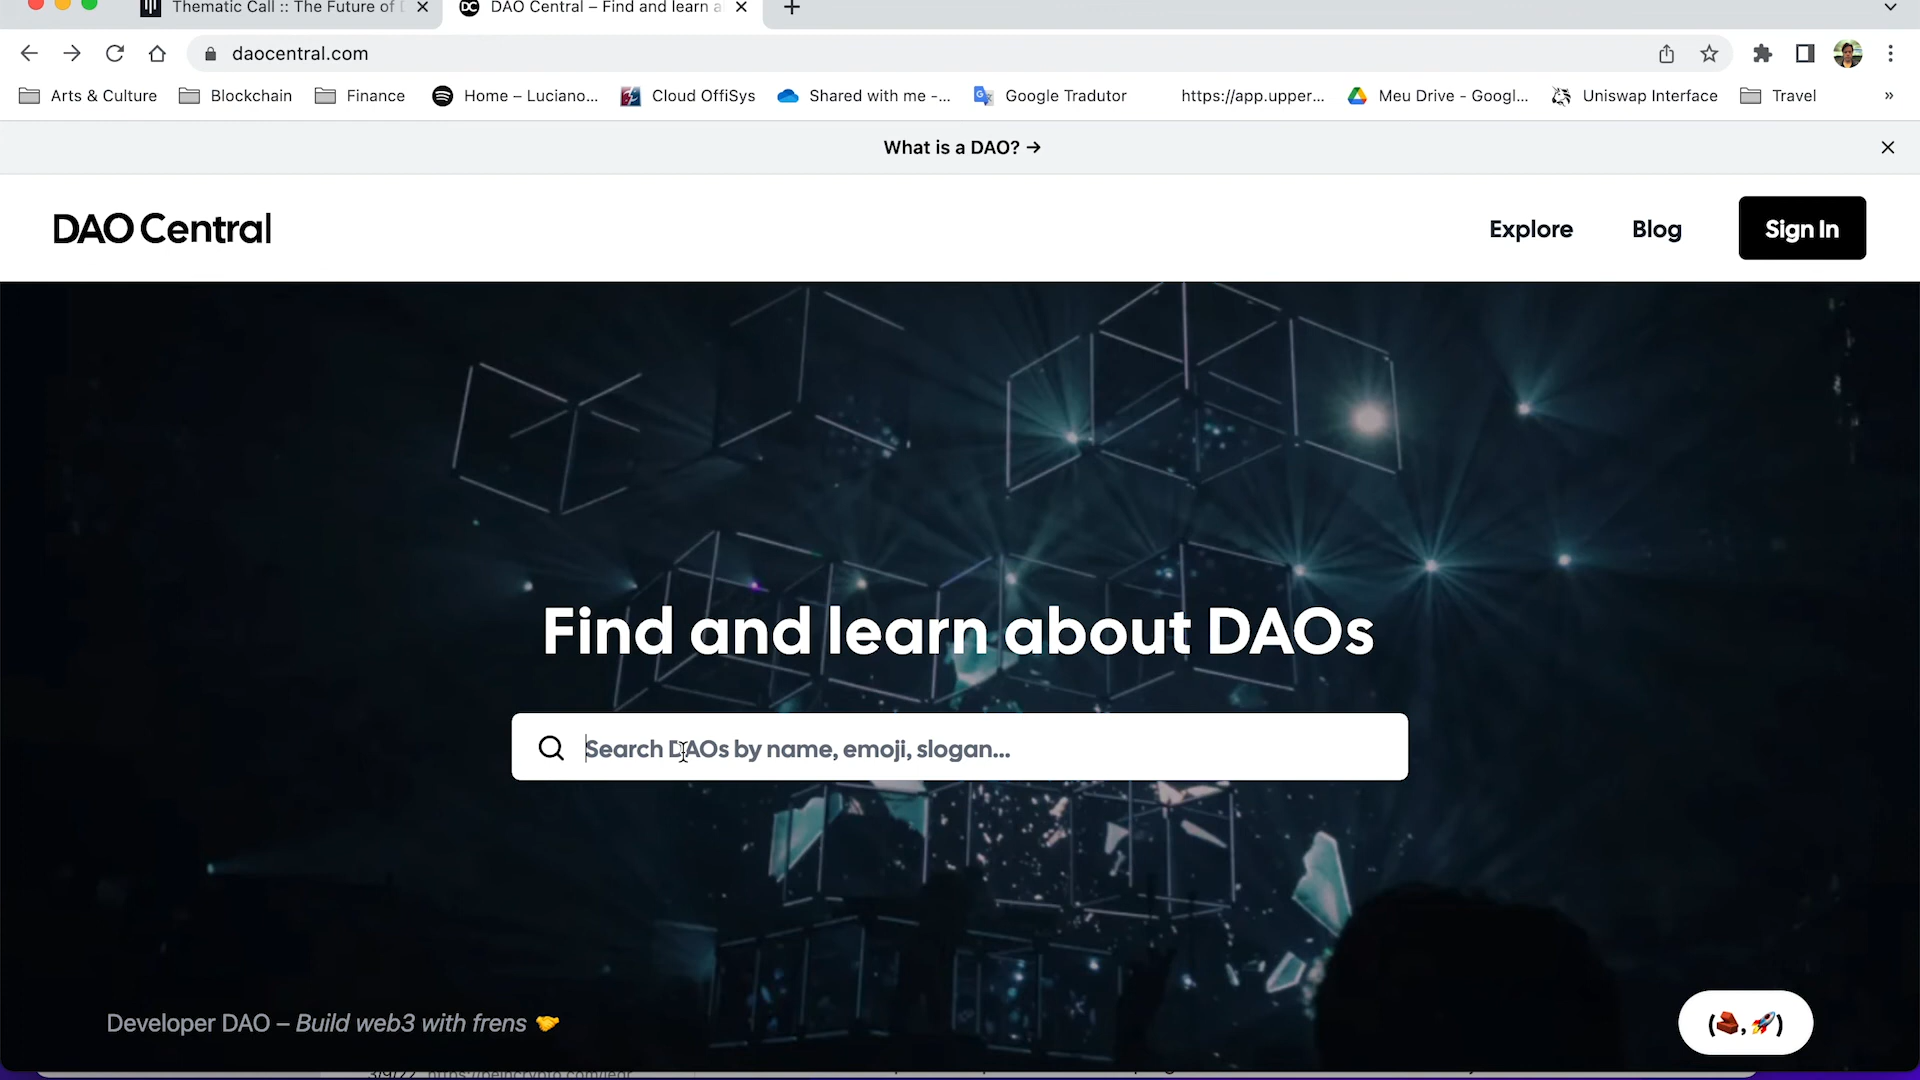 Thematic Call :: The Future of D
DAO Central – Find and learn a
daocentral.com
Arts & Culture
Blockchain
Finance
Home – Luciano...
Cloud OffiSys
Shared with me -...
Google Tradutor
https://app.upper...
Meu Drive - Googl...
Uniswap Interface
Travel
»
What is a DAO? →
DAO Central
Explore
Blog
Sign In
Find and learn about DAOs
Search DAOs by name, emoji, slogan...
Developer DAO – Build web3 with frens 🤝
(🧱,🚀)